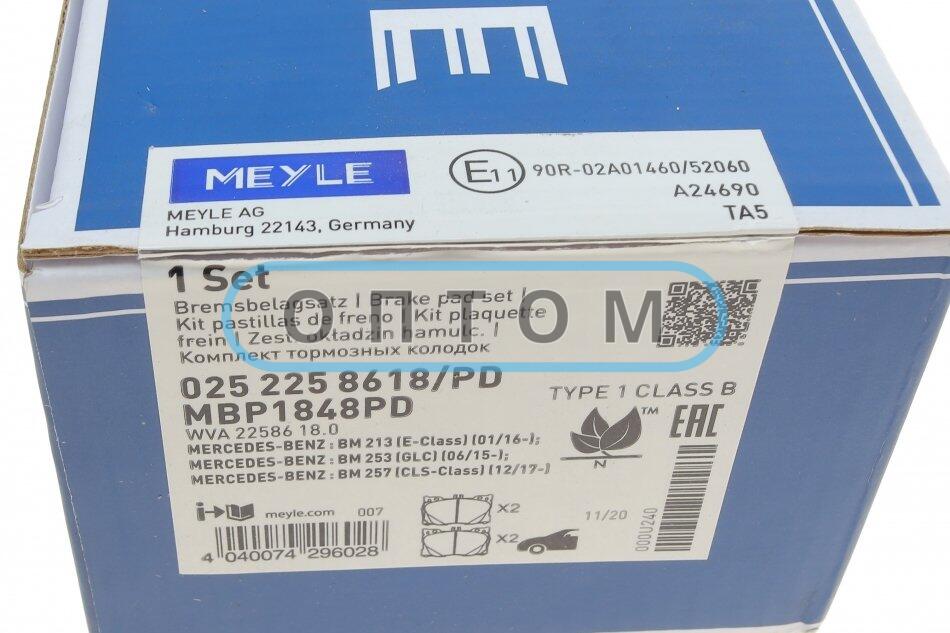 MEYLE
MEYLE AG
Hamburg 22143, Germany
E11 90R-02A01460/52060
A24690
TA5
1 Set
Bremsbelagsatz | Brake pad set |
Kit pastillas de freno | Kit plaquette
frein | Zest. okładzin hamulc. |
Комплект тормозных колодок
ОПТОМ
025 225 8618/PD
MBP1848PD
WVA 22586 18.0
TYPE 1 CLASS B
MERCEDES-BENZ : BM 213 (E-Class) (01/16-);
MERCEDES-BENZ : BM 253 (GLC) (06/15-);
MERCEDES-BENZ : BM 257 (CLS-Class) (12/17-)
TM
N
EAC
meyle.com 007
X2
X2
11/20
000U240
4 040074 296028